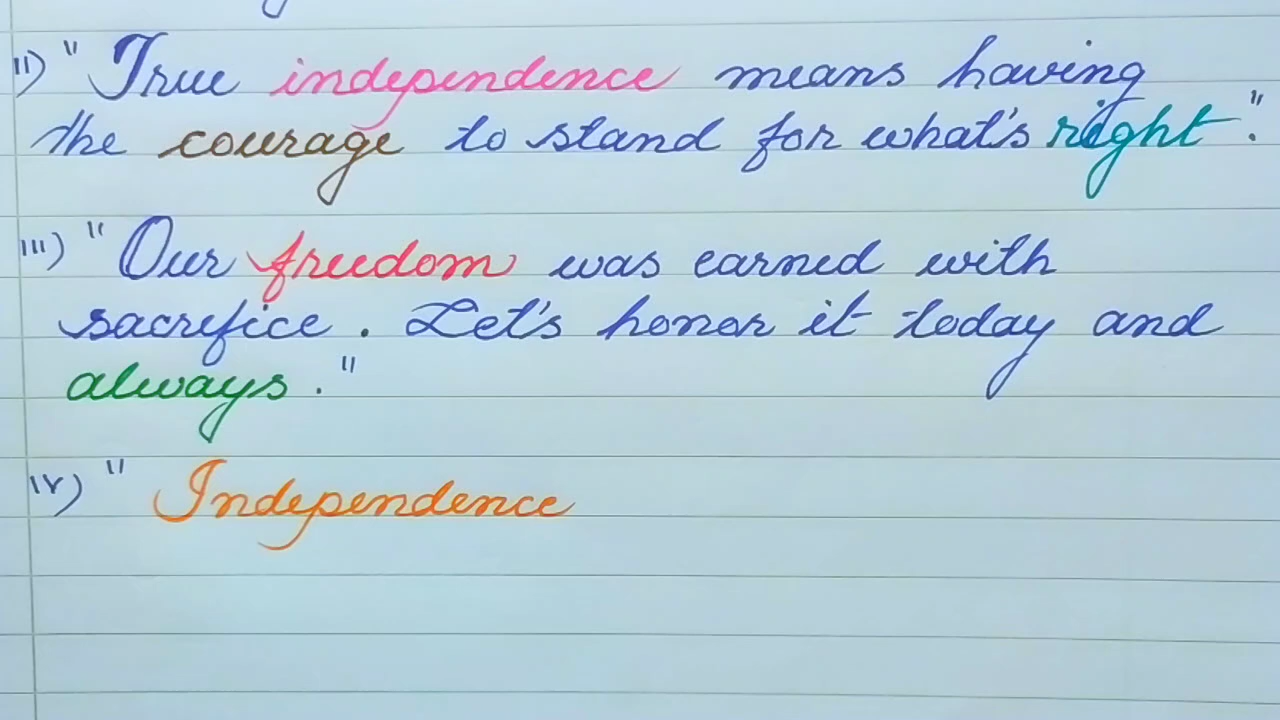 ii) "True independence means having
the courage to stand for what's right."
iii) "Our freedom was earned with
sacrifice. Let's honor it today and
always."
iv) "Independence